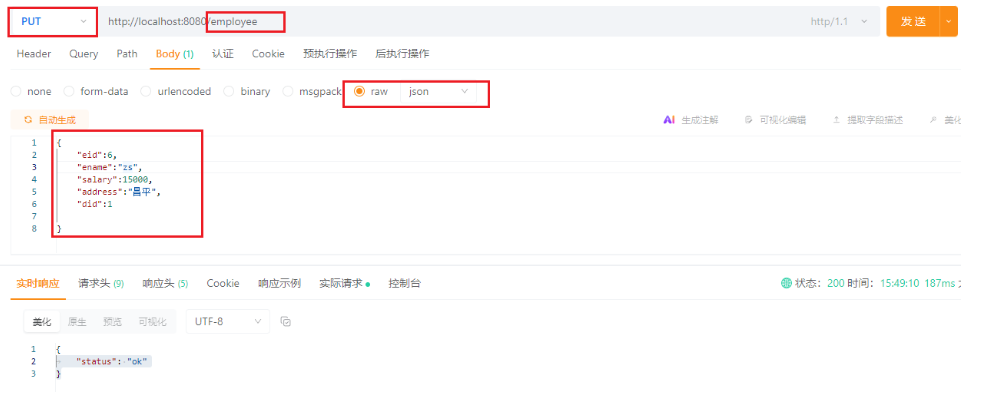 PUT http://localhost:8080/employee http/1.1 发 送
Header Query Path Body (1) 认证 Cookie 预执行操作 后执行操作
none form-data urlencoded binary msgpack raw json
自动生成 AI 生成注解 可视化编辑 提取字段描述 美化
1 {
2 "eid":6,
3 "ename":"zs",
4 "salary":15000,
5 "address":"昌平",
6 "did":1
7
8 }
实时响应 请求头 (9) 响应头 (5) Cookie 响应示例 实际请求 控制台 状态: 200 时间: 15:49:10 187ms
美化 原生 预览 可视化 UTF-8
1 {
2 "status": "ok"
3 }